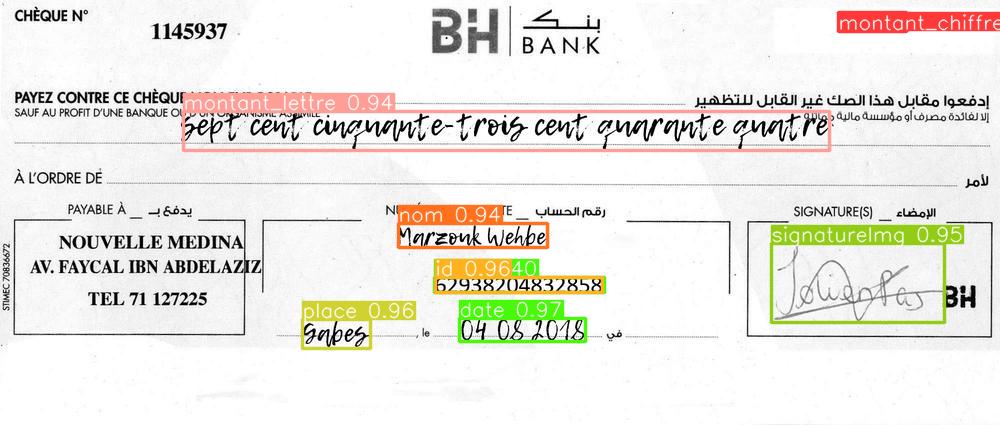 CHÈQUE N°
1145937
BH بنك
BANK
montant_chiffre
PAYEZ CONTRE CE CHÈQUE
إدفعوا مقابل هذا الصك غير القابل للتظهير
montant_lettre 0.94
SAUF AU PROFIT D'UNE BANQUE OU D'UN ORGANISME ASSIMILÉ
إلا لفائدة مصرف أو مؤسسة مالية
sept cent cinquante-trois cent quarante quatre
À L'ORDRE DE لأمر
PAYABLE À يدفع بـ
NOUVELLE MEDINA
AV. FAYCAL IBN ABDELAZIZ
TEL 71 127225
STIMEC 70836672
TE رقم الحساب
nom 0.94
Marzouk Wehbe
id 0.9640
62938204832858
place 0.96
Gabes
, le
date 0.97
04 08 2018
في
SIGNATURE(S) الإمضاء
signatureImg 0.95
BH